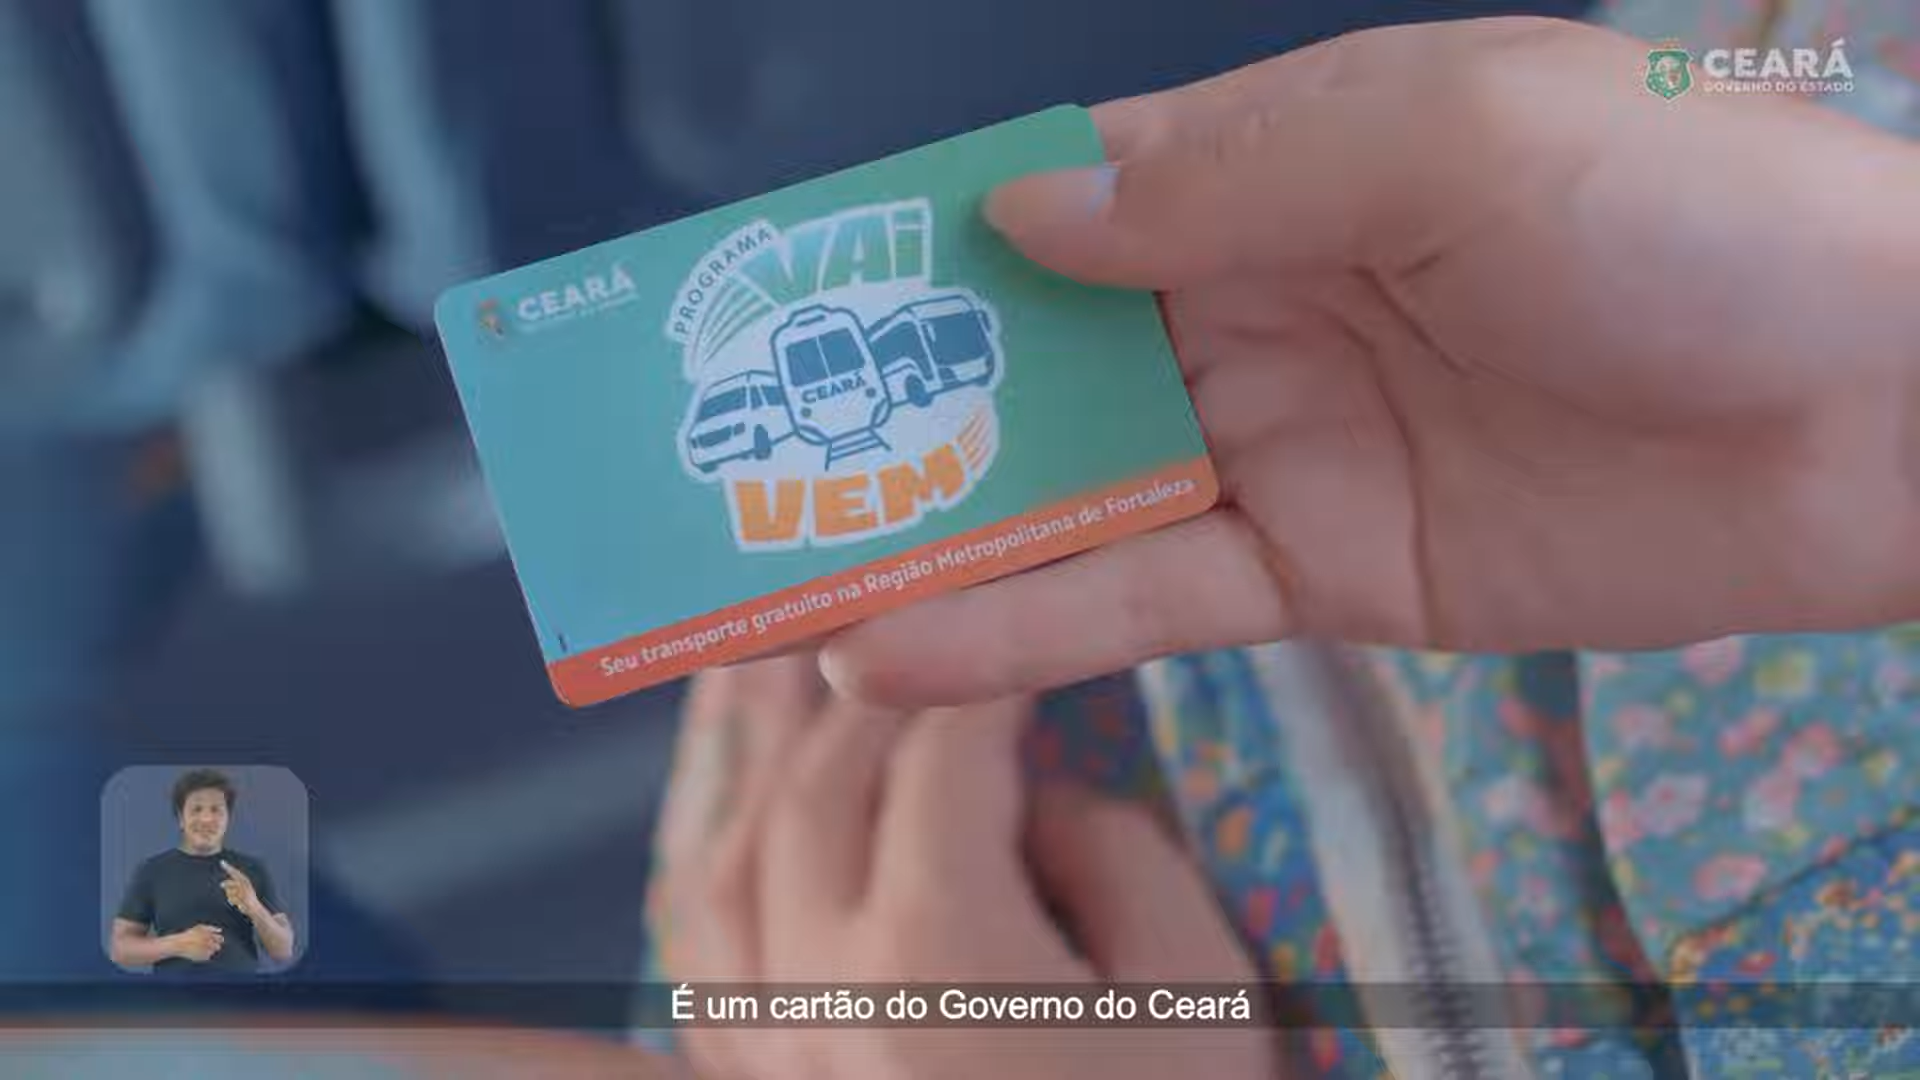 CEARÁ
GOVERNO DO ESTADO
CEARÁ
PROGRAMA
VAI
CEARÁ
VEM
Seu transporte gratuito na Região Metropolitana de Fortaleza
É um cartão do Governo do Ceará